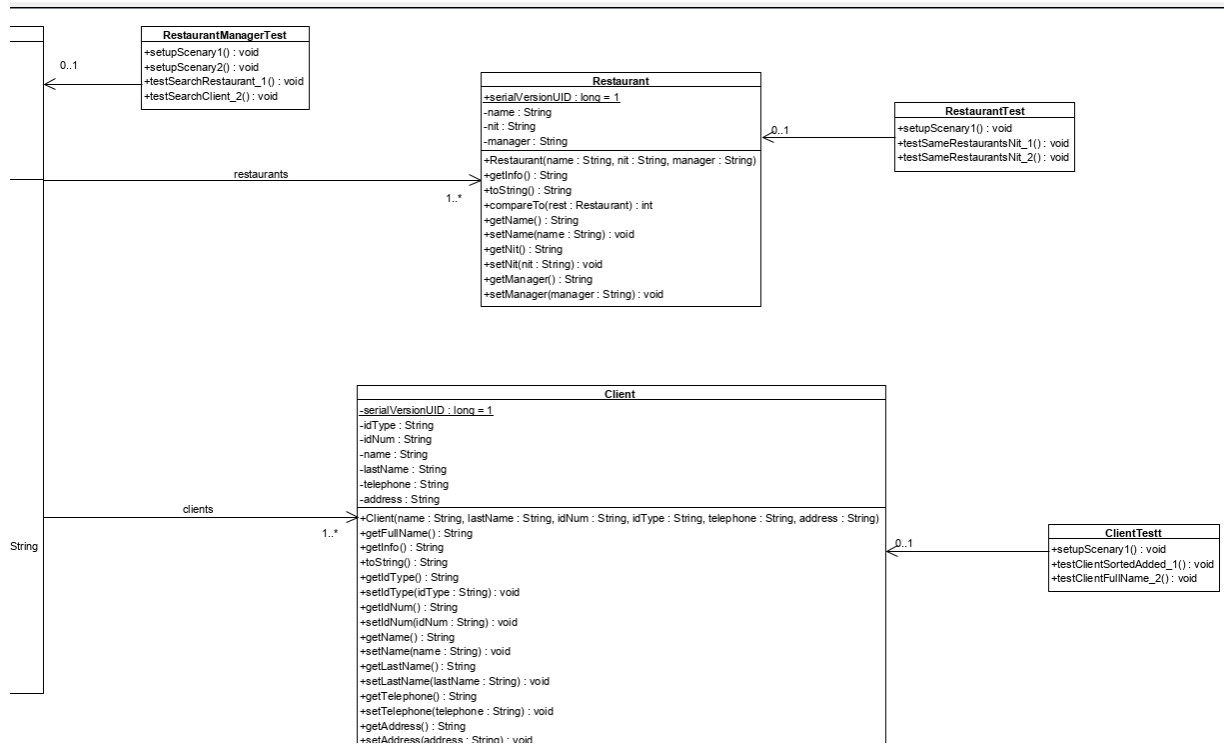 RestaurantManagerTest
+setupScenary1() : void
+setupScenary2() : void
+testSearchRestaurant_1() : void
+testSearchClient_2() : void
0..1
Restaurant
+serialVersionUID : long = 1
-name : String
-nit : String
-manager : String
+Restaurant(name : String, nit : String, manager : String)
+getInfo() : String
+toString() : String
+compareTo(rest : Restaurant) : int
+getName() : String
+setName(name : String) : void
+getNit() : String
+setNit(nit : String) : void
+getManager() : String
+setManager(manager : String) : void
RestaurantTest
+setupScenary1() : void
+testSameRestaurantsNit_1() : void
+testSameRestaurantsNit_2() : void
0..1
restaurants
1..*
Client
-serialVersionUID : long = 1
-idType : String
-idNum : String
-name : String
-lastName : String
-telephone : String
-address : String
+Client(name : String, lastName : String, idNum : String, idType : String, telephone : String, address : String)
+getFullName() : String
+getInfo() : String
+toString() : String
+getIdType() : String
+setIdType(idType : String) : void
+getIdNum() : String
+setIdNum(idNum : String) : void
+getName() : String
+setName(name : String) : void
+getLastName() : String
+setLastName(lastName : String) : void
+getTelephone() : String
+setTelephone(telephone : String) : void
+getAddress() : String
+setAddress(address : String) : void
clients
1..*
String
0..1
ClientTestt
+setupScenary1() : void
+testClientSortedAdded_1() : void
+testClientFullName_2() : void